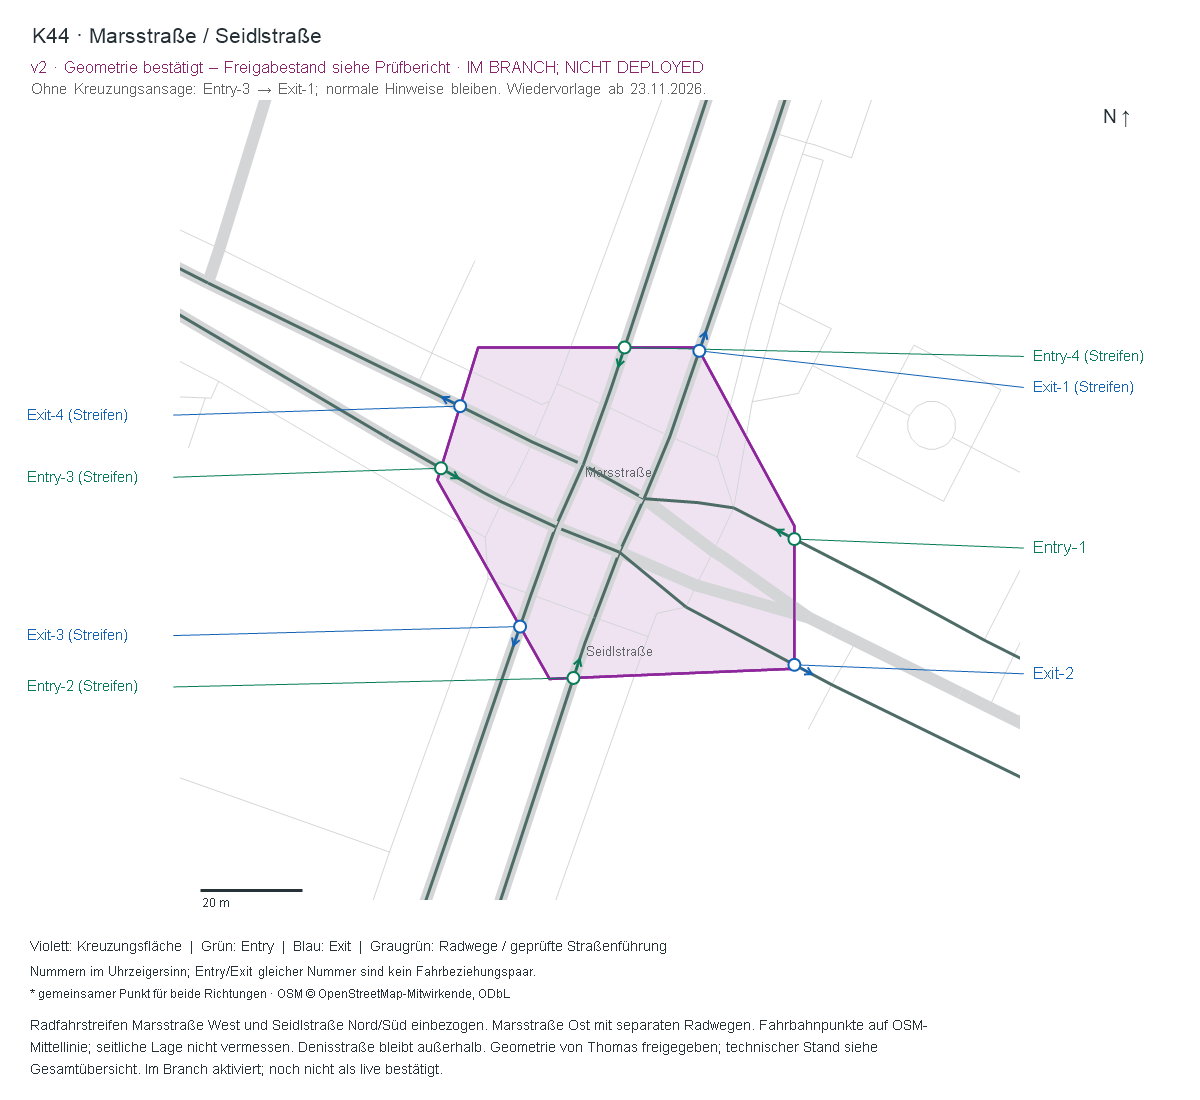 K44 · Marsstraße / Seidlstraße
v2 · Geometrie bestätigt – Freigabestand siehe Prüfbericht · IM BRANCH; NICHT DEPLOYED
Ohne Kreuzungsansage: Entry-3 → Exit-1; normale Hinweise bleiben. Wiedervorlage ab 23.11.2026.
N ↑
Entry-4 (Streifen)
Exit-1 (Streifen)
Exit-4 (Streifen)
Marsstraße
Entry-3 (Streifen)
Entry-1
Exit-3 (Streifen)
Seidlstraße
Exit-2
Entry-2 (Streifen)
20 m
Violett: Kreuzungsfläche | Grün: Entry | Blau: Exit | Graugrün: Radwege / geprüfte Straßenführung
Nummern im Uhrzeigersinn; Entry/Exit gleicher Nummer sind kein Fahrbeziehungspaar.
* gemeinsamer Punkt für beide Richtungen · OSM © OpenStreetMap-Mitwirkende, ODbL
Radfahrstreifen Marsstraße West und Seidlstraße Nord/Süd einbezogen. Marsstraße Ost mit separaten Radwegen. Fahrbahnpunkte auf OSM-
Mittellinie; seitliche Lage nicht vermessen. Denisstraße bleibt außerhalb. Geometrie von Thomas freigegeben; technischer Stand siehe
Gesamtübersicht. Im Branch aktiviert; noch nicht als live bestätigt.